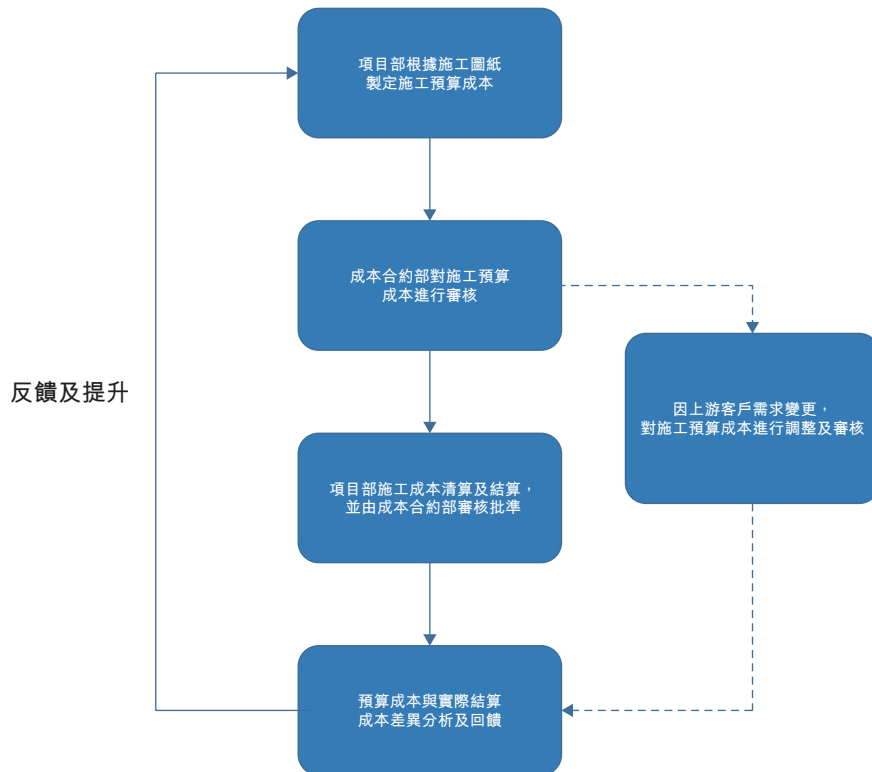 項目部根據施工圖紙
製定施工預算成本
成本合約部對施工預算
成本進行審核
反饋及提升
因上游客戶需求變更，
對施工預算成本進行調整及審核
項目部施工成本清算及結算，
並由成本合約部審核批準
預算成本與實際結算
成本差異分析及回饋